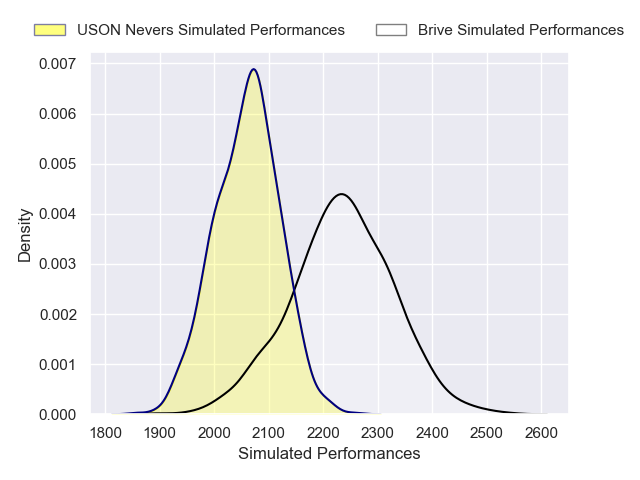 USON Nevers Simulated Performances Brive Simulated Performances
0.007
0.006
0.005
0.004
0.003
0.002
0.001
0.000
Density
1800 1900 2000 2100 2200 2300 2400 2500 2600
Simulated Performances